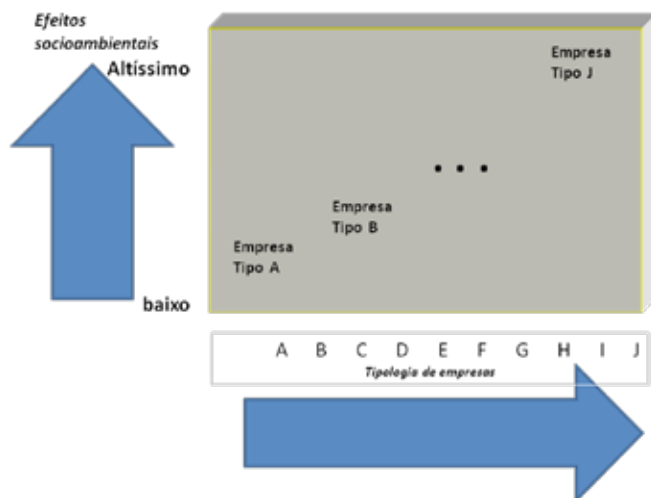 Efeitos
socioambientais
Altíssimo
Empresa
Tipo J
• • •
Empresa
Tipo B
Empresa
Tipo A
baixo
A B C D E F G H I J
Tipologia de empresas